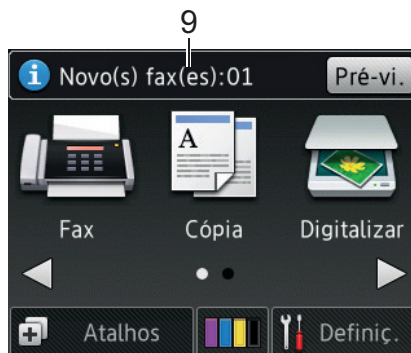 9
Novo(s) fax(es):01 Pré-vi.
A
Fax Cópia Digitalizar
Atalhos Definiç.